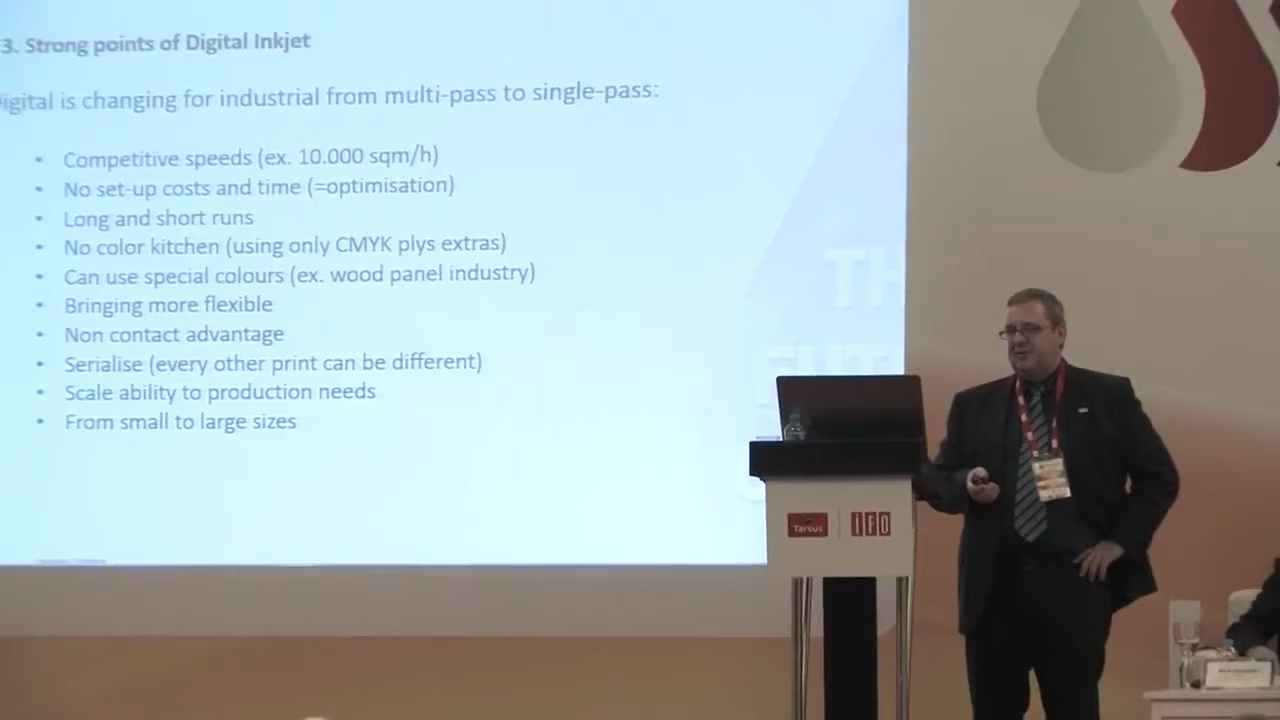 3. Strong points of Digital Inkjet
igital is changing for industrial from multi-pass to single-pass:
• Competitive speeds (ex. 10.000 sqm/h)
• No set-up costs and time (=optimisation)
• Long and short runs
• No color kitchen (using only CMYK plys extras)
• Can use special colours (ex. wood panel industry)
• Bringing more flexible
• Non contact advantage
• Serialise (every other print can be different)
• Scale ability to production needs
• From small to large sizes
TH
Tarsus
iFO